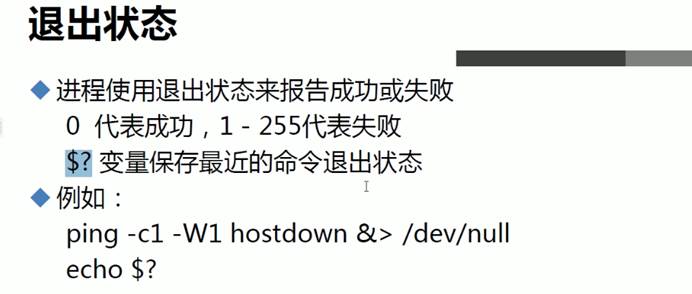 退出状态
进程使用退出状态来报告成功或失败
0 代表成功，1 - 255代表失败
$? 变量保存最近的命令退出状态
例如：
ping -c1 -W1 hostdown &> /dev/null
echo $?